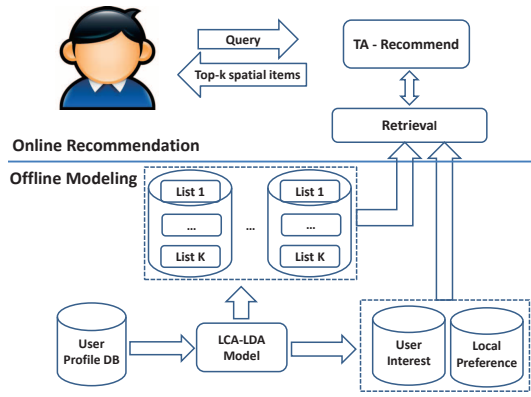 Query
Top-k spatial items
TA - Recommend
Retrieval
Online Recommendation
Offline Modeling
List 1
...
List K
...
List 1
...
List K
User
Profile DB
LCA-LDA
Model
User
Interest
Local
Preference